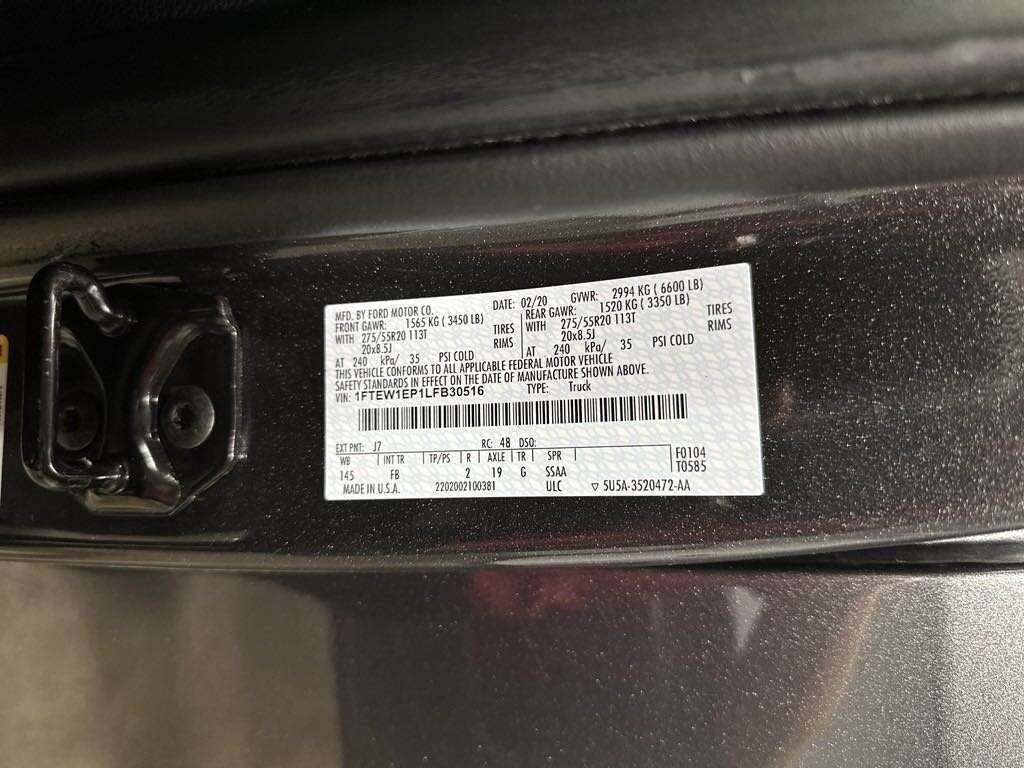 MFD. BY FORD MOTOR CO. DATE: 02/20 GVWR: 2994 KG ( 6600 LB)
FRONT GAWR: 1565 KG ( 3450 LB) REAR GAWR: 1520 KG ( 3350 LB)
WITH 275/55R20 113T TIRES WITH 275/55R20 113T TIRES
20x8.5J RIMS 20x8.5J RIMS
AT 240 kPa/ 35 PSI COLD AT 240 kPa/ 35 PSI COLD
THIS VEHICLE CONFORMS TO ALL APPLICABLE FEDERAL MOTOR VEHICLE
SAFETY STANDARDS IN EFFECT ON THE DATE OF MANUFACTURE SHOWN ABOVE.
VIN: 1FTEW1EP1LFB30516 TYPE: Truck
EXT PNT: J7 RC: 48 DSO:
WB INT TR TP/PS R AXLE TR SPR F0104
145 FB 2 19 G SSAA T0585
MADE IN U.S.A. 2202002100381 ULC ▽ 5U5A-3520472-AA